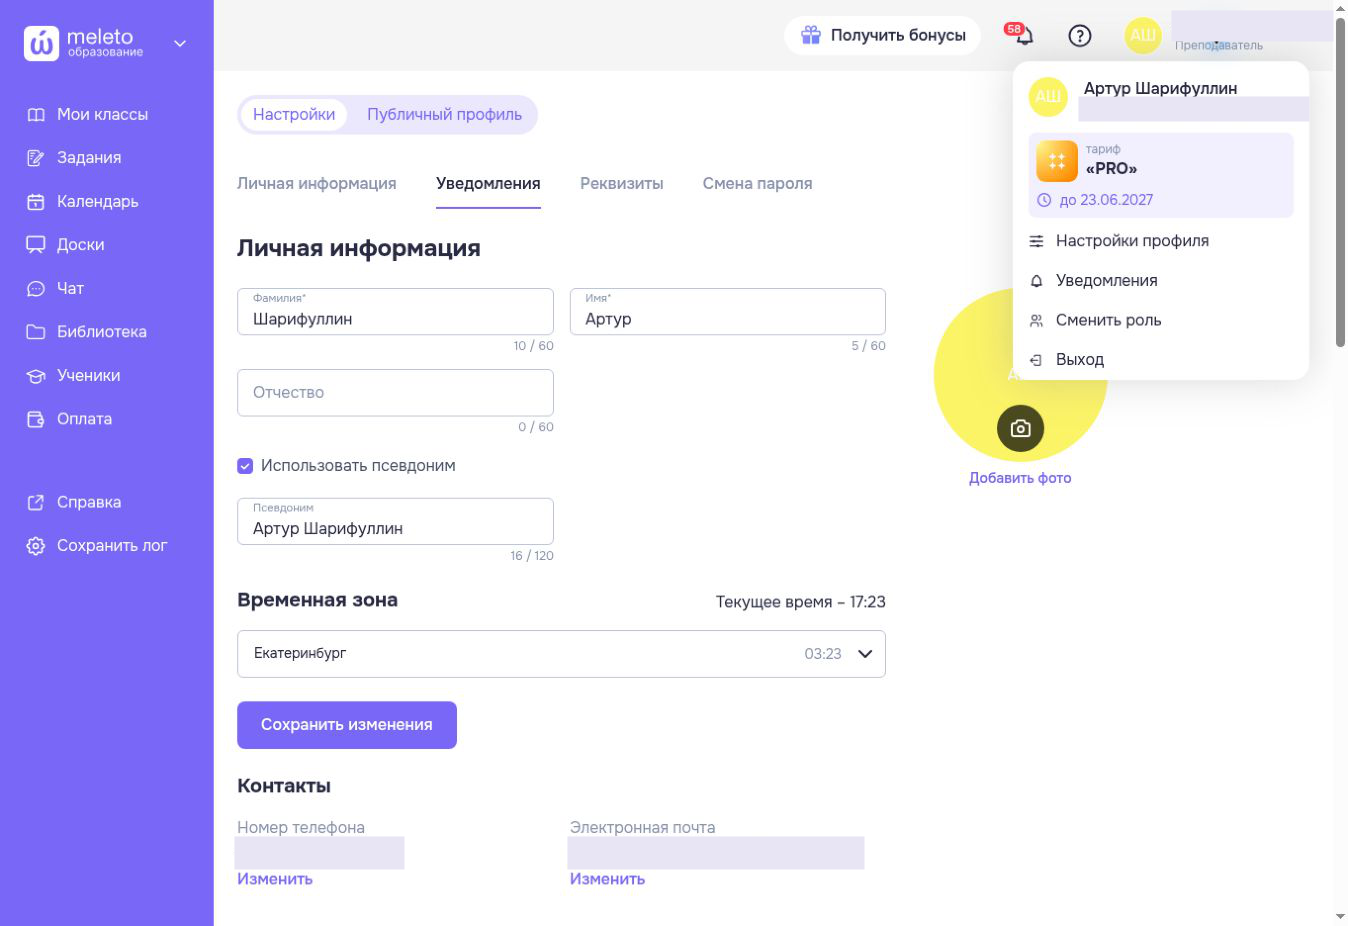 meleto
образование
Мои классы
Задания
Календарь
Доски
Чат
Библиотека
Ученики
Оплата
Справка
Сохранить лог
Получить бонусы
58
АШ
Преподаватель
Настройки
Публичный профиль
Личная информация
Уведомления
Реквизиты
Смена пароля
Личная информация
Фамилия*
Шарифуллин
10 / 60
Имя*
Артур
5 / 60
Отчество
0 / 60
Использовать псевдоним
Псевдоним
Артур Шарифуллин
16 / 120
Временная зона
Текущее время – 17:23
Екатеринбург
03:23
Сохранить изменения
Контакты
Номер телефона
Изменить
Электронная почта
Изменить
Добавить фото
АШ
Артур Шарифуллин
тариф
«PRO»
до 23.06.2027
Настройки профиля
Уведомления
Сменить роль
Выход